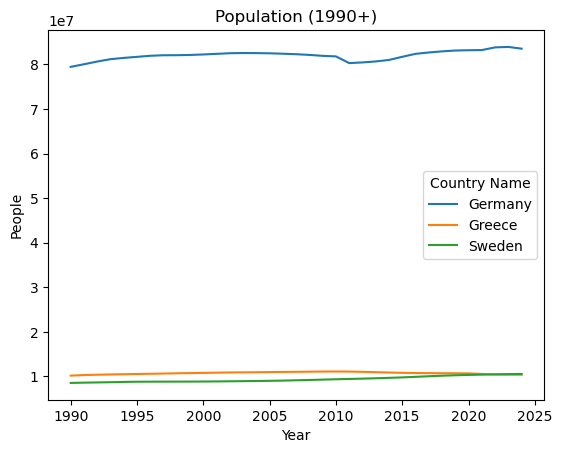 Population (1990+)
1e7
8
7
6
5
4
3
2
1
People
Country Name
Germany
Greece
Sweden
1990 1995 2000 2005 2010 2015 2020 2025
Year